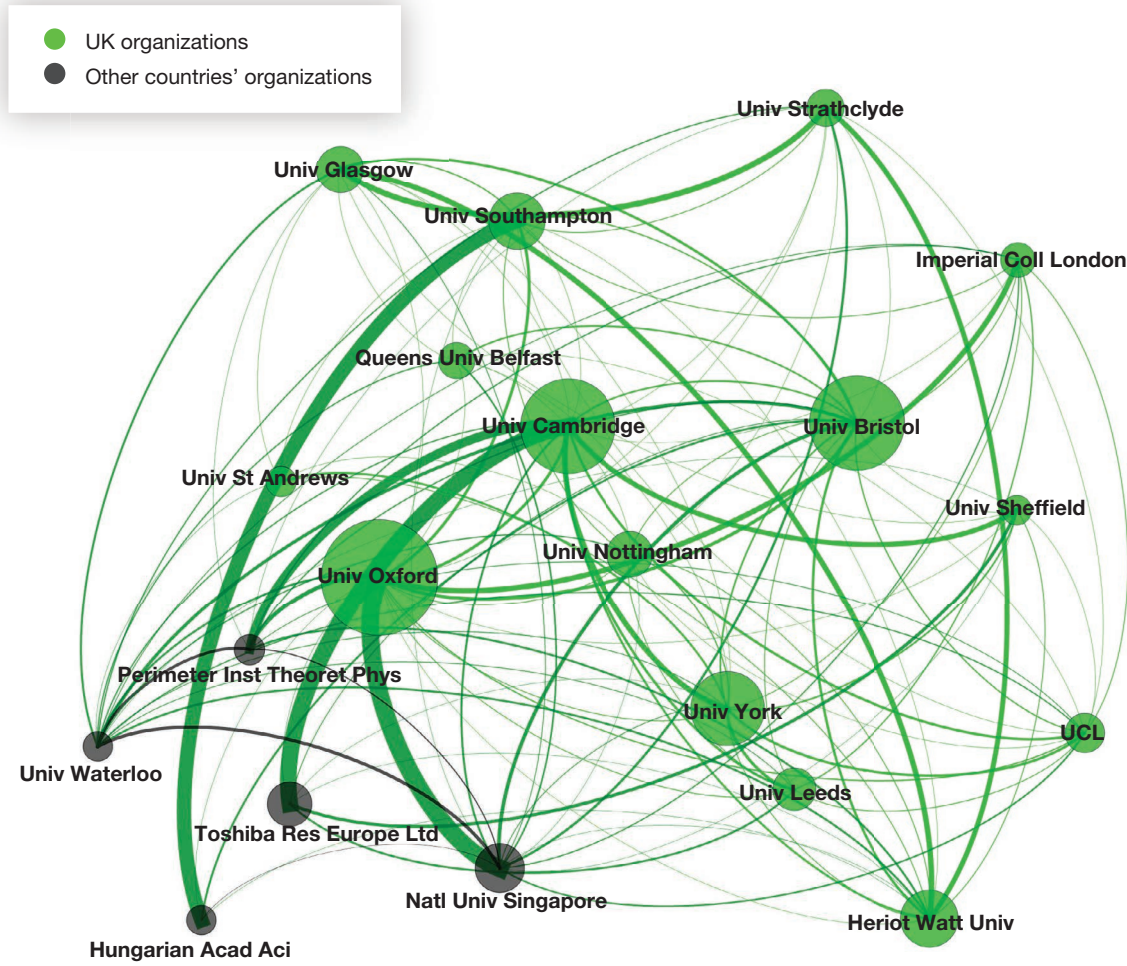 UK organizations
Other countries' organizations
Univ Strathclyde
Univ Glasgow
Univ Southampton
Imperial Coll London
Queens Univ Belfast
Univ Cambridge
Univ Bristol
Univ St Andrews
Univ Sheffield
Univ Nottingham
Univ Oxford
Perimeter Inst Theoret Phys
Univ York
UCL
Univ Waterloo
Univ Leeds
Toshiba Res Europe Ltd
Natl Univ Singapore
Heriot Watt Univ
Hungarian Acad Aci